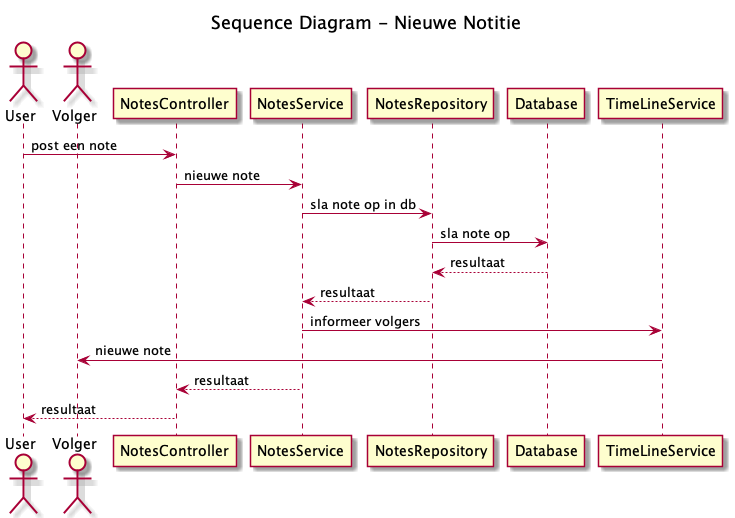 Sequence Diagram - Nieuwe Notitie
User
Volger
NotesController
NotesService
NotesRepository
Database
TimeLineService
post een note
nieuwe note
sla note op in db
sla note op
resultaat
resultaat
informeer volgers
nieuwe note
resultaat
resultaat
User
Volger
NotesController
NotesService
NotesRepository
Database
TimeLineService